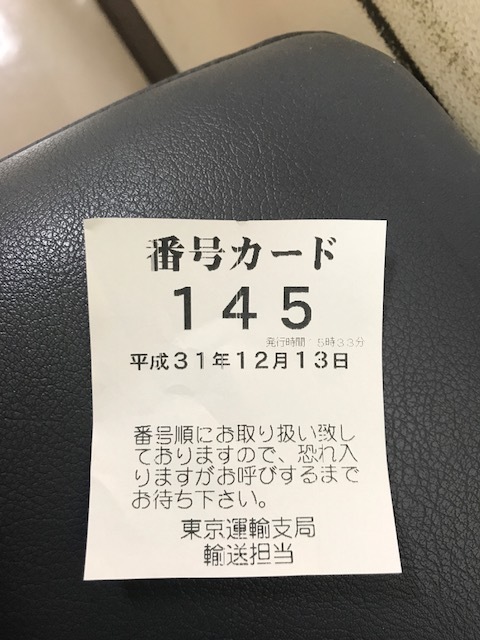 番号カード
145
発行時間 15時33分
平成31年12月13日
番号順にお取り扱い致し
ておりますので、恐れ入
りますがお呼びするまで
お待ち下さい。
東京運輸支局
輸送担当